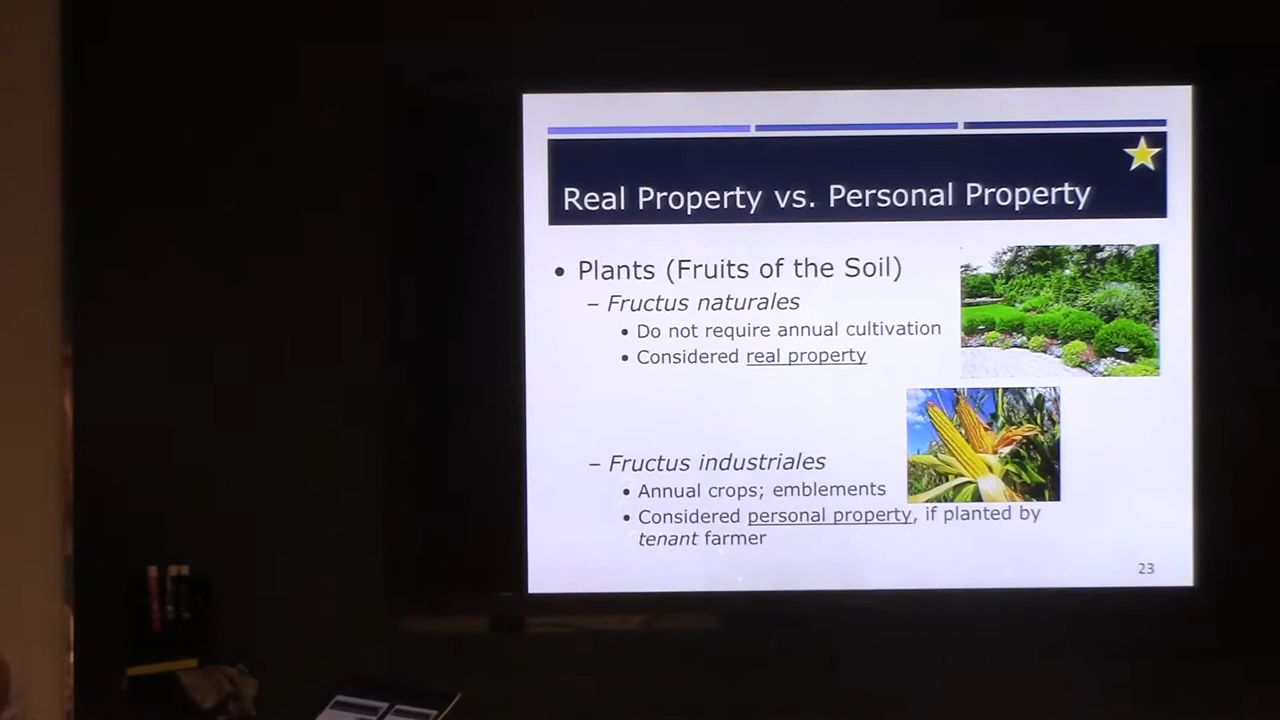 Real Property vs. Personal Property
• Plants (Fruits of the Soil)
– Fructus naturales
• Do not require annual cultivation
• Considered real property
– Fructus industriales
• Annual crops; emblements
• Considered personal property, if planted by
tenant farmer
23